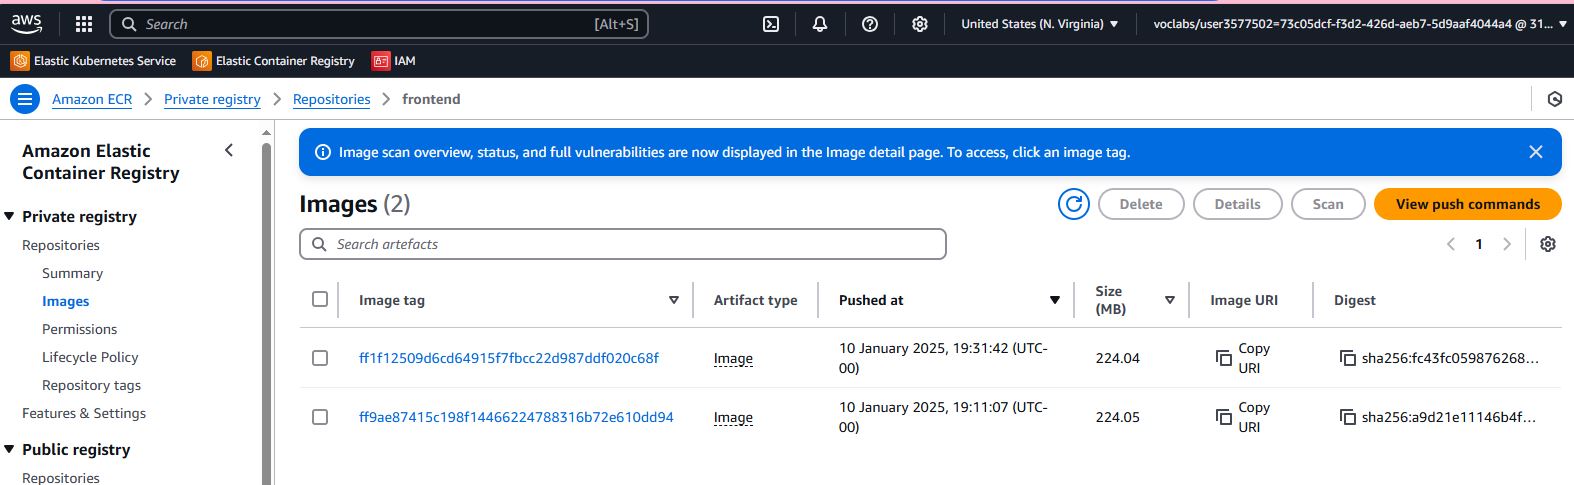 aws
Search
[Alt+S]
United States (N. Virginia)
voclabs/user3577502=73c05dcf-f3d2-426d-aeb7-5d9aaf4044a4 @ 31...
Elastic Kubernetes Service
Elastic Container Registry
IAM
Amazon ECR
Private registry
Repositories
frontend
Amazon Elastic
Container Registry
Private registry
Repositories
Summary
Images
Permissions
Lifecycle Policy
Repository tags
Features & Settings
Public registry
Repositories
Image scan overview, status, and full vulnerabilities are now displayed in the Image detail page. To access, click an image tag.
Images (2)
Delete
Details
Scan
View push commands
Search artefacts
1
Image tag
Artifact type
Pushed at
Size
(MB)
Image URI
Digest
ff1f12509d6cd64915f7fbcc22d987ddf020c68f
Image
10 January 2025, 19:31:42 (UTC-
00)
224.04
Copy
URI
sha256:fc43fc059876268...
ff9ae87415c198f14466224788316b72e610dd94
Image
10 January 2025, 19:11:07 (UTC-
00)
224.05
Copy
URI
sha256:a9d21e11146b4f...